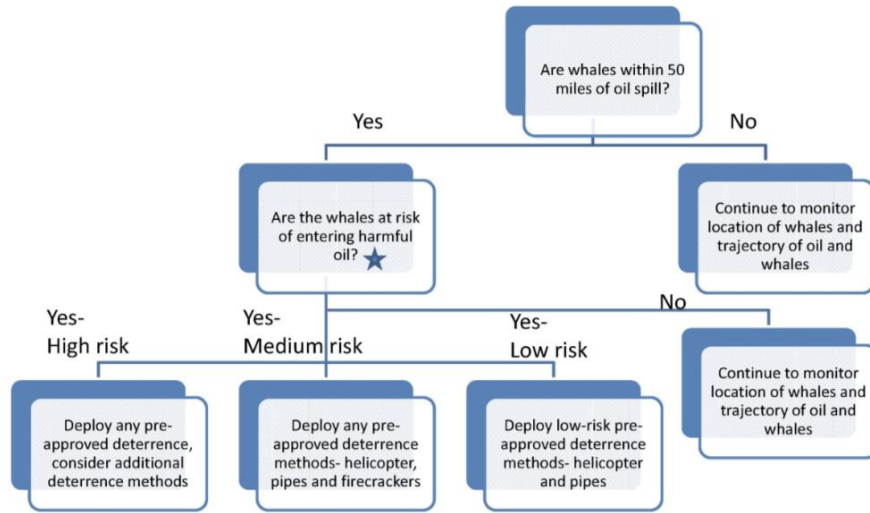 Are whales within 50
miles of oil spill?
Yes
No
Are the whales at risk
of entering harmful
oil?
Continue to monitor
location of whales and
trajectory of oil and
whales
No
Yes-
High risk
Yes-
Medium risk
Yes-
Low risk
Continue to monitor
location of whales and
trajectory of oil and
whales
Deploy any pre-
approved deterrence,
consider additional
deterrence methods
Deploy any pre-
approved deterrence
methods- helicopter,
pipes and firecrackers
Deploy low-risk pre-
approved deterrence
methods- helicopter
and pipes